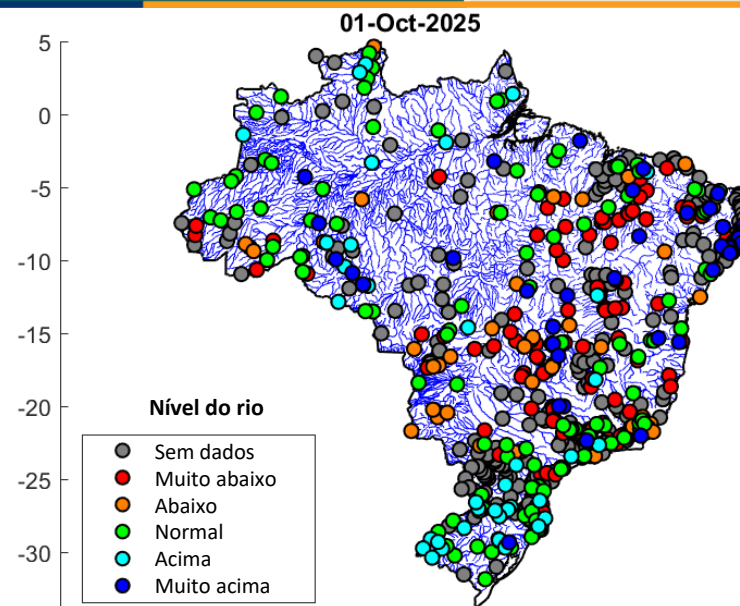 01-Oct-2025
5
0
-5
-10
-15
-20
-25
-30
Nível do rio
Sem dados
Muito abaixo
Abaixo
Normal
Acima
Muito acima